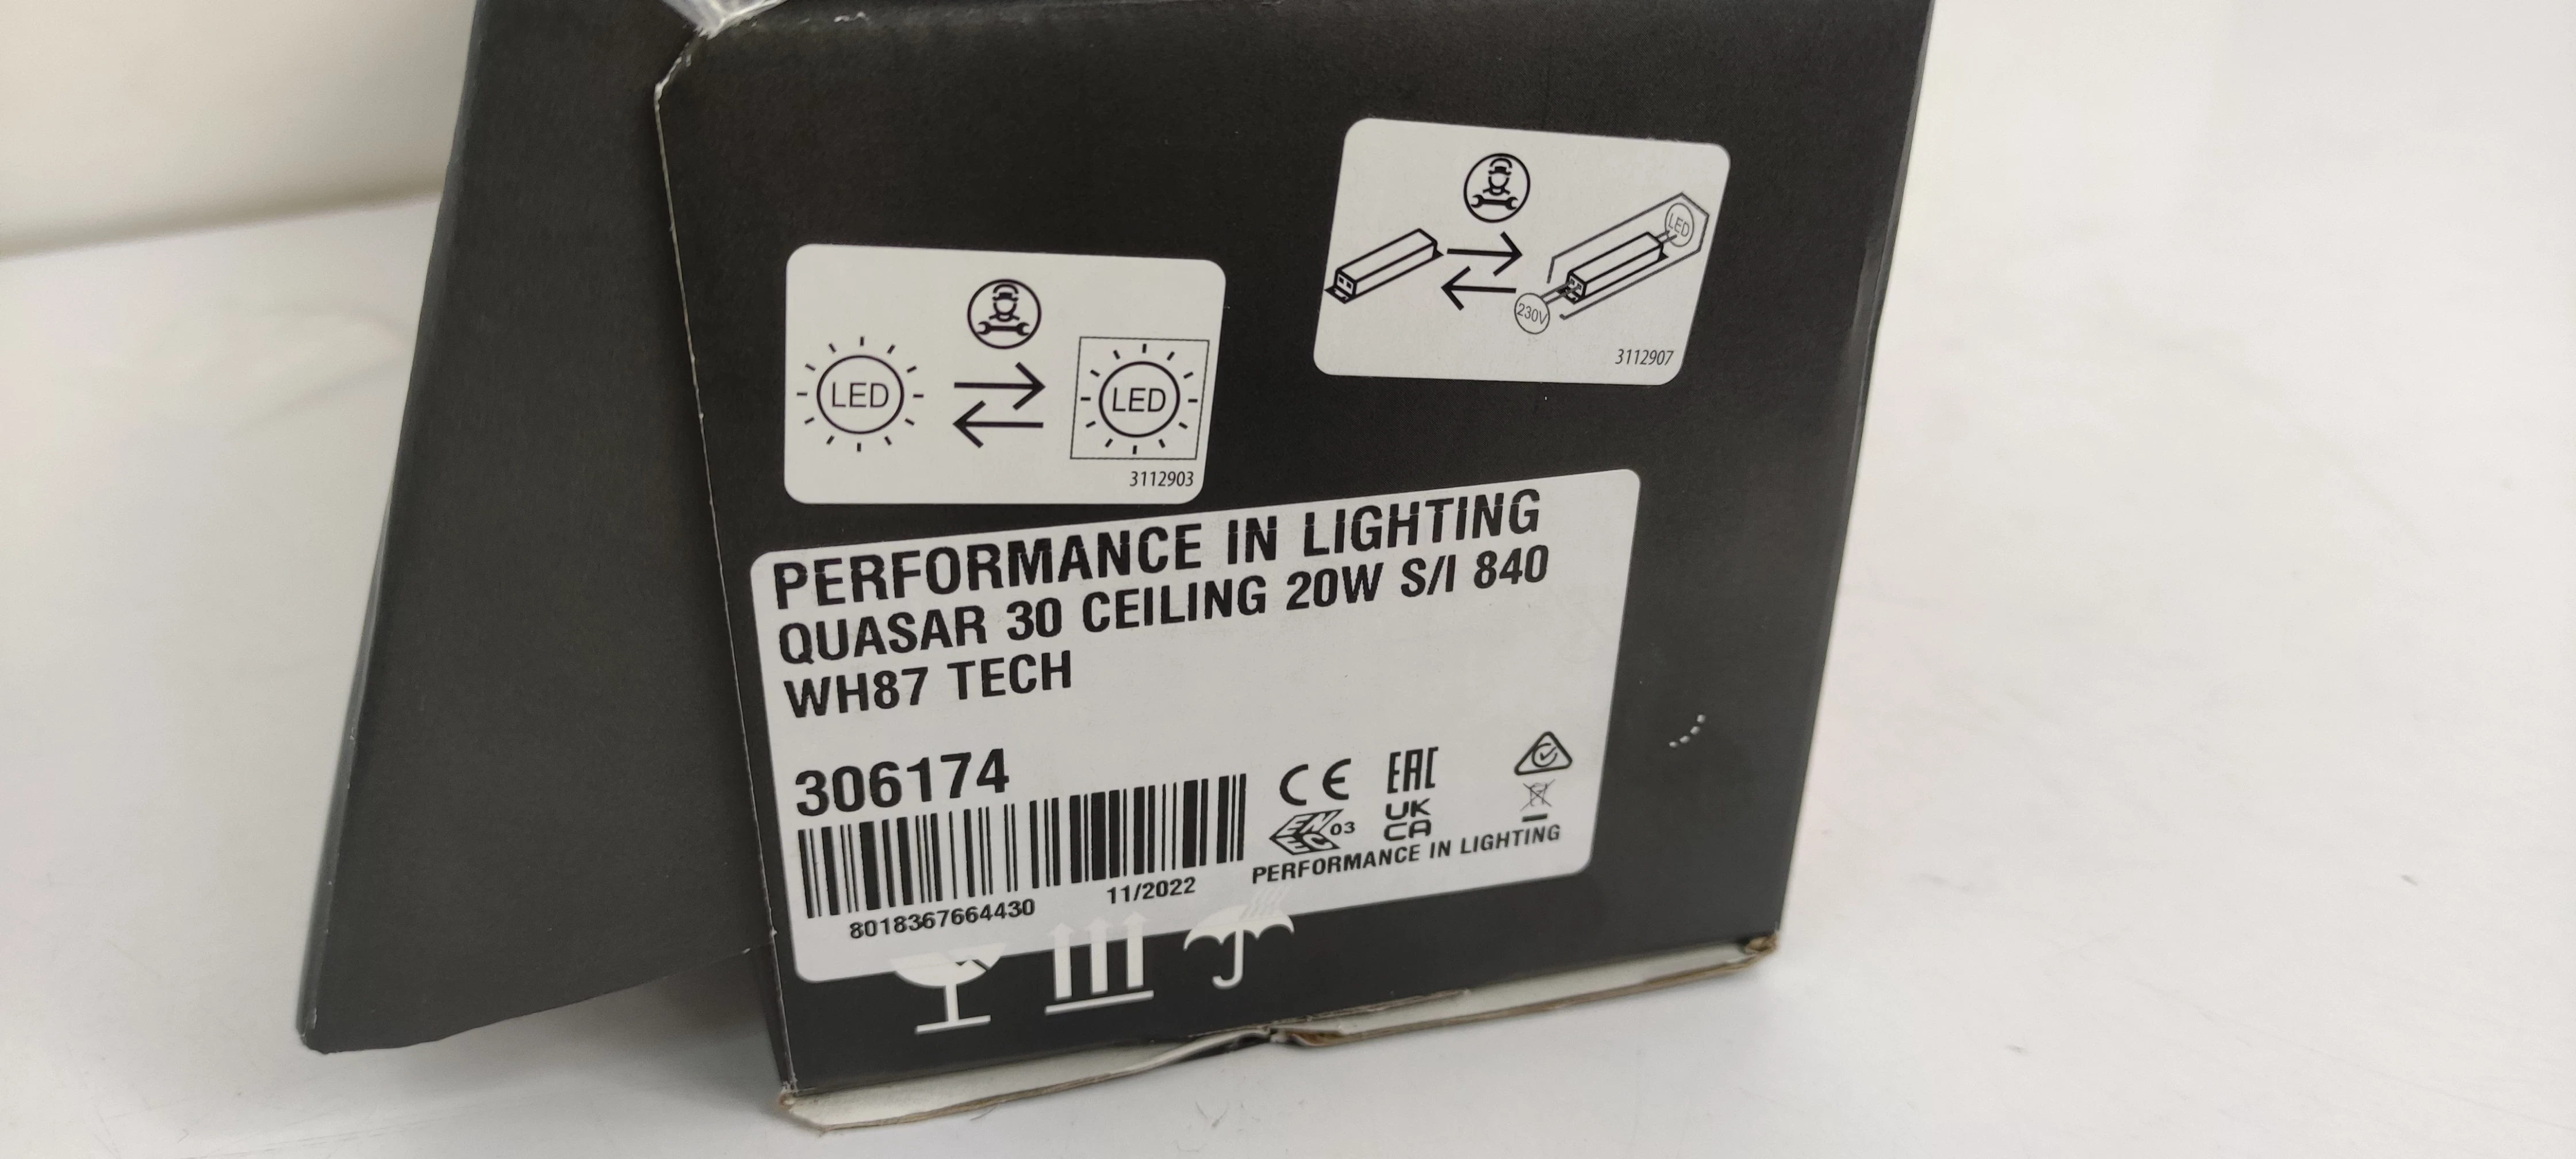 LED
LED
3112903
LED
230V
3112907
PERFORMANCE IN LIGHTING
QUASAR 30 CEILING 20W S/I 840
WH87 TECH
306174
CE
EAC
ENEC 03
UK
CA
8018367664430
11/2022
PERFORMANCE IN LIGHTING